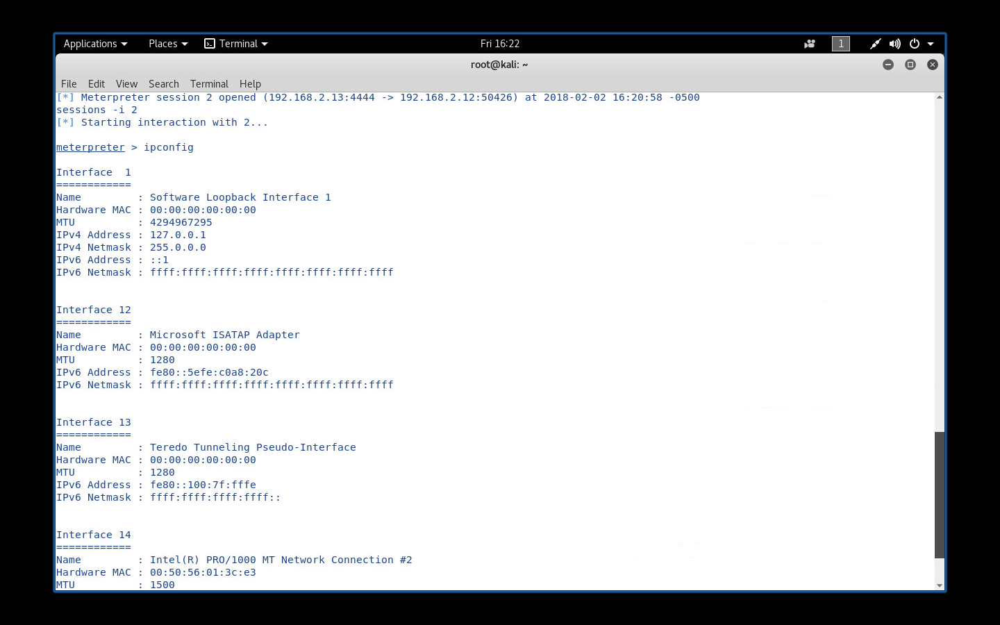 Applications Places Terminal Fri 16:22 1
root@kali: ~
File Edit View Search Terminal Help
[*] Meterpreter session 2 opened (192.168.2.13:4444 -> 192.168.2.12:50426) at 2018-02-02 16:20:58 -0500
sessions -i 2
[*] Starting interaction with 2...
meterpreter > ipconfig
Interface  1
============
Name         : Software Loopback Interface 1
Hardware MAC : 00:00:00:00:00:00
MTU          : 4294967295
IPv4 Address : 127.0.0.1
IPv4 Netmask : 255.0.0.0
IPv6 Address : ::1
IPv6 Netmask : ffff:ffff:ffff:ffff:ffff:ffff:ffff:ffff
Interface 12
============
Name         : Microsoft ISATAP Adapter
Hardware MAC : 00:00:00:00:00:00
MTU          : 1280
IPv6 Address : fe80::5efe:c0a8:20c
IPv6 Netmask : ffff:ffff:ffff:ffff:ffff:ffff:ffff:ffff
Interface 13
============
Name         : Teredo Tunneling Pseudo-Interface
Hardware MAC : 00:00:00:00:00:00
MTU          : 1280
IPv6 Address : fe80::100:7f:fffe
IPv6 Netmask : ffff:ffff:ffff:ffff::
Interface 14
============
Name         : Intel(R) PRO/1000 MT Network Connection #2
Hardware MAC : 00:50:56:01:3c:e3
MTU          : 1500